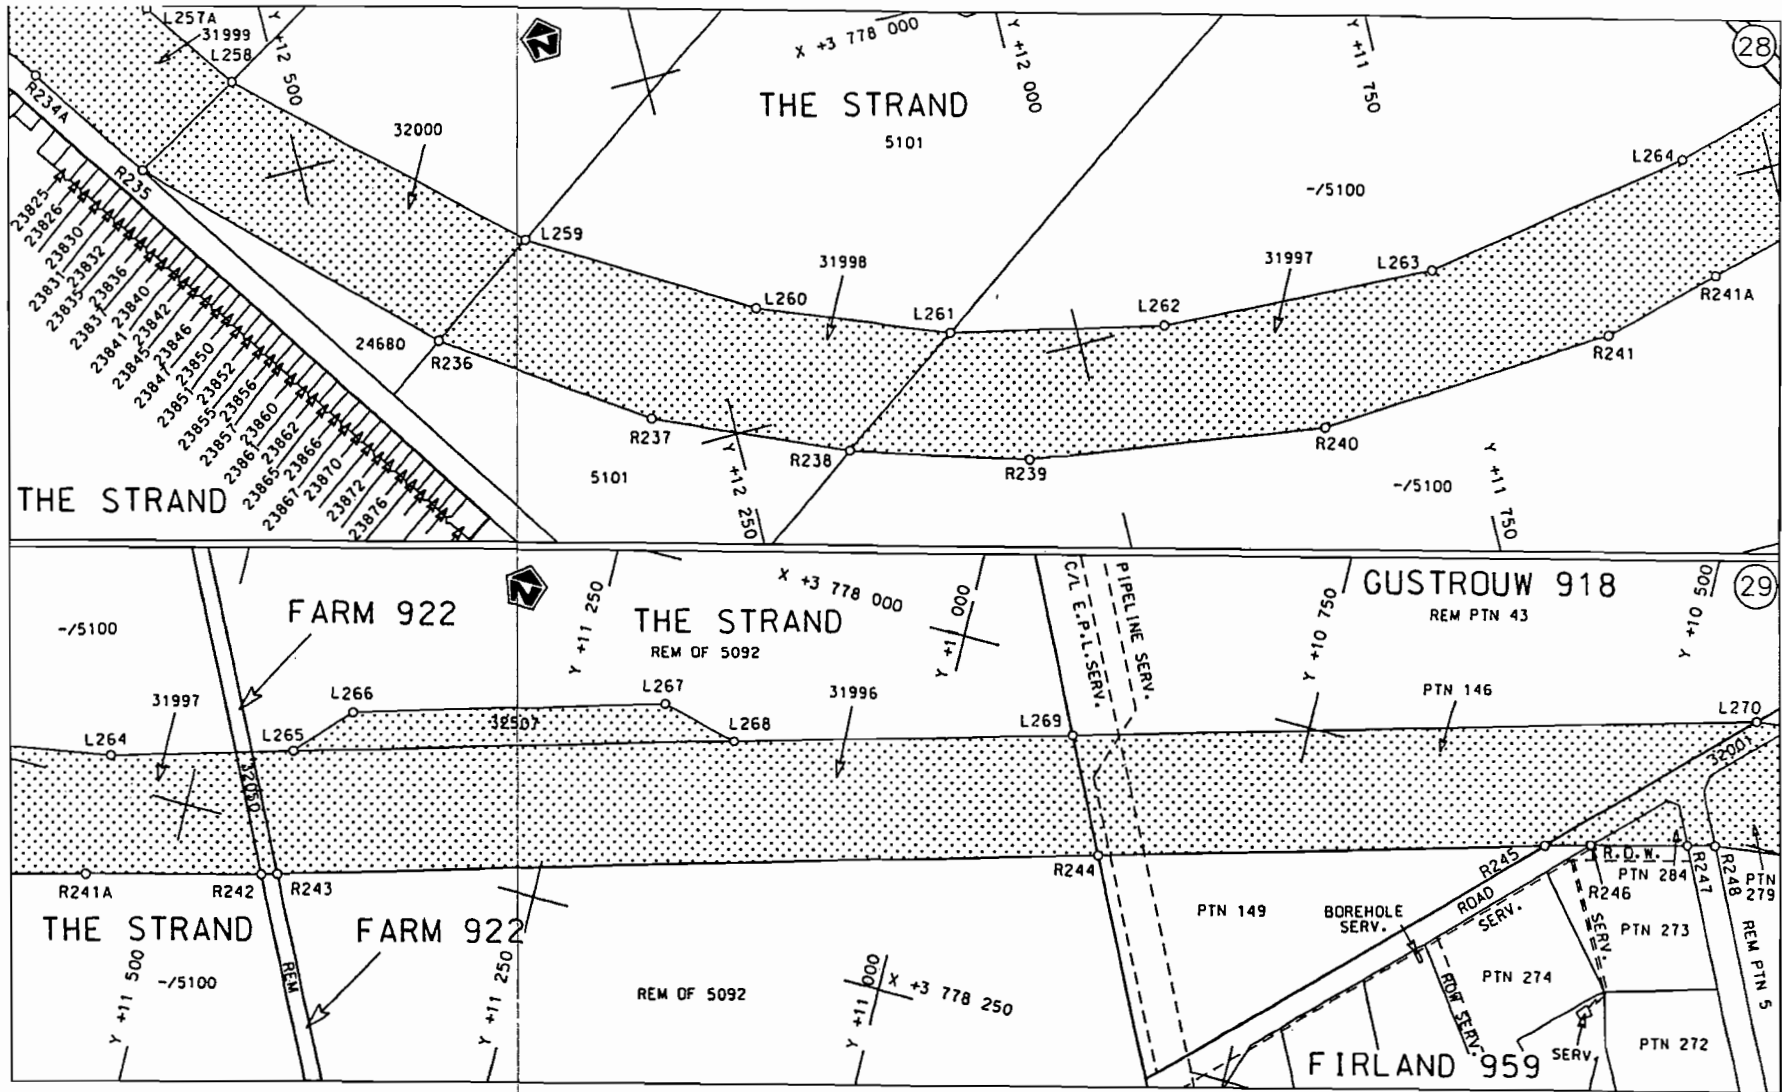 L257A
31999
L258
Y +12 500
R234A
R235
32000
N
X +3 778 000
Y +12 000
Y +11 750
28
THE STRAND
5101
-/5100
L264
L259
31998
L260
L261
L262
31997
L263
R241A
R241
24680
R236
R237
R238
R239
R240
Y +12 250
5101
-/5100
Y +11 750
23825
23826
23830
23831
23832
23835
23836
23837
23840
23841
23842
23845
23846
23847
23850
23851
23852
23855
23856
23857
23860
23861
23862
23865
23866
23867
23870
23872
23876
THE STRAND
-/5100
FARM 922
N
Y +11 250
X +3 778 000
THE STRAND
REM OF 5092
Y +11 000
C/L E.P.L.SERV.
PIPELINE SERV.
Y +10 750
GUSTROUW 918
REM PTN 43
Y +10 500
29
31997
L264
L265
L266
32507
L267
L268
31996
L269
PTN 146
L270
32001
32050
R241A
R242
R243
R244
R245
R246
R.O.W.
PTN 284
R247
R248
PTN 279
THE STRAND
-/5100
Y +11 500
FARM 922
REM
Y +11 250
REM OF 5092
Y +11 000
X +3 778 250
PTN 149
BOREHOLE
SERV.
ROAD
SERV.
SERV.
PTN 273
PTN 274
ROW SERV.
REM PTN 5
FIRLAND 959
SERV.
PTN 272